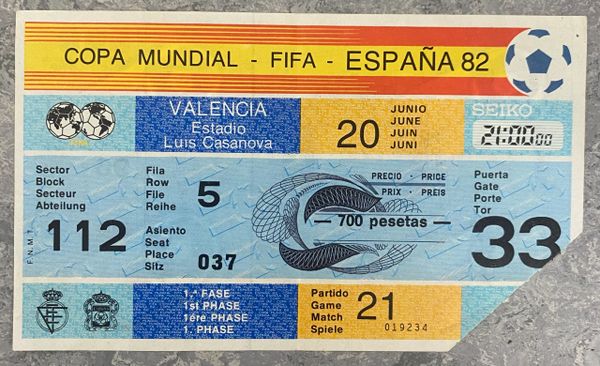 COPA MUNDIAL - FIFA - ESPAÑA 82
FIFA
VALENCIA
Estadio
Luis Casanova
20
JUNIO
JUNE
JUIN
JUNI
SEIKO
21:00 00
Sector
Block
Secteur
Abteilung
112
Fila
Row
File
Reihe
5
Asiento
Seat
Place
Sitz
037
PRECIO · PRICE
PRIX · PREIS
700 pesetas
Puerta
Gate
Porte
Tor
33
F.N.M.T.
1.ª FASE
1st PHASE
1ére PHASE
1. PHASE
Partido
Game
Match
Spiele
21
019234